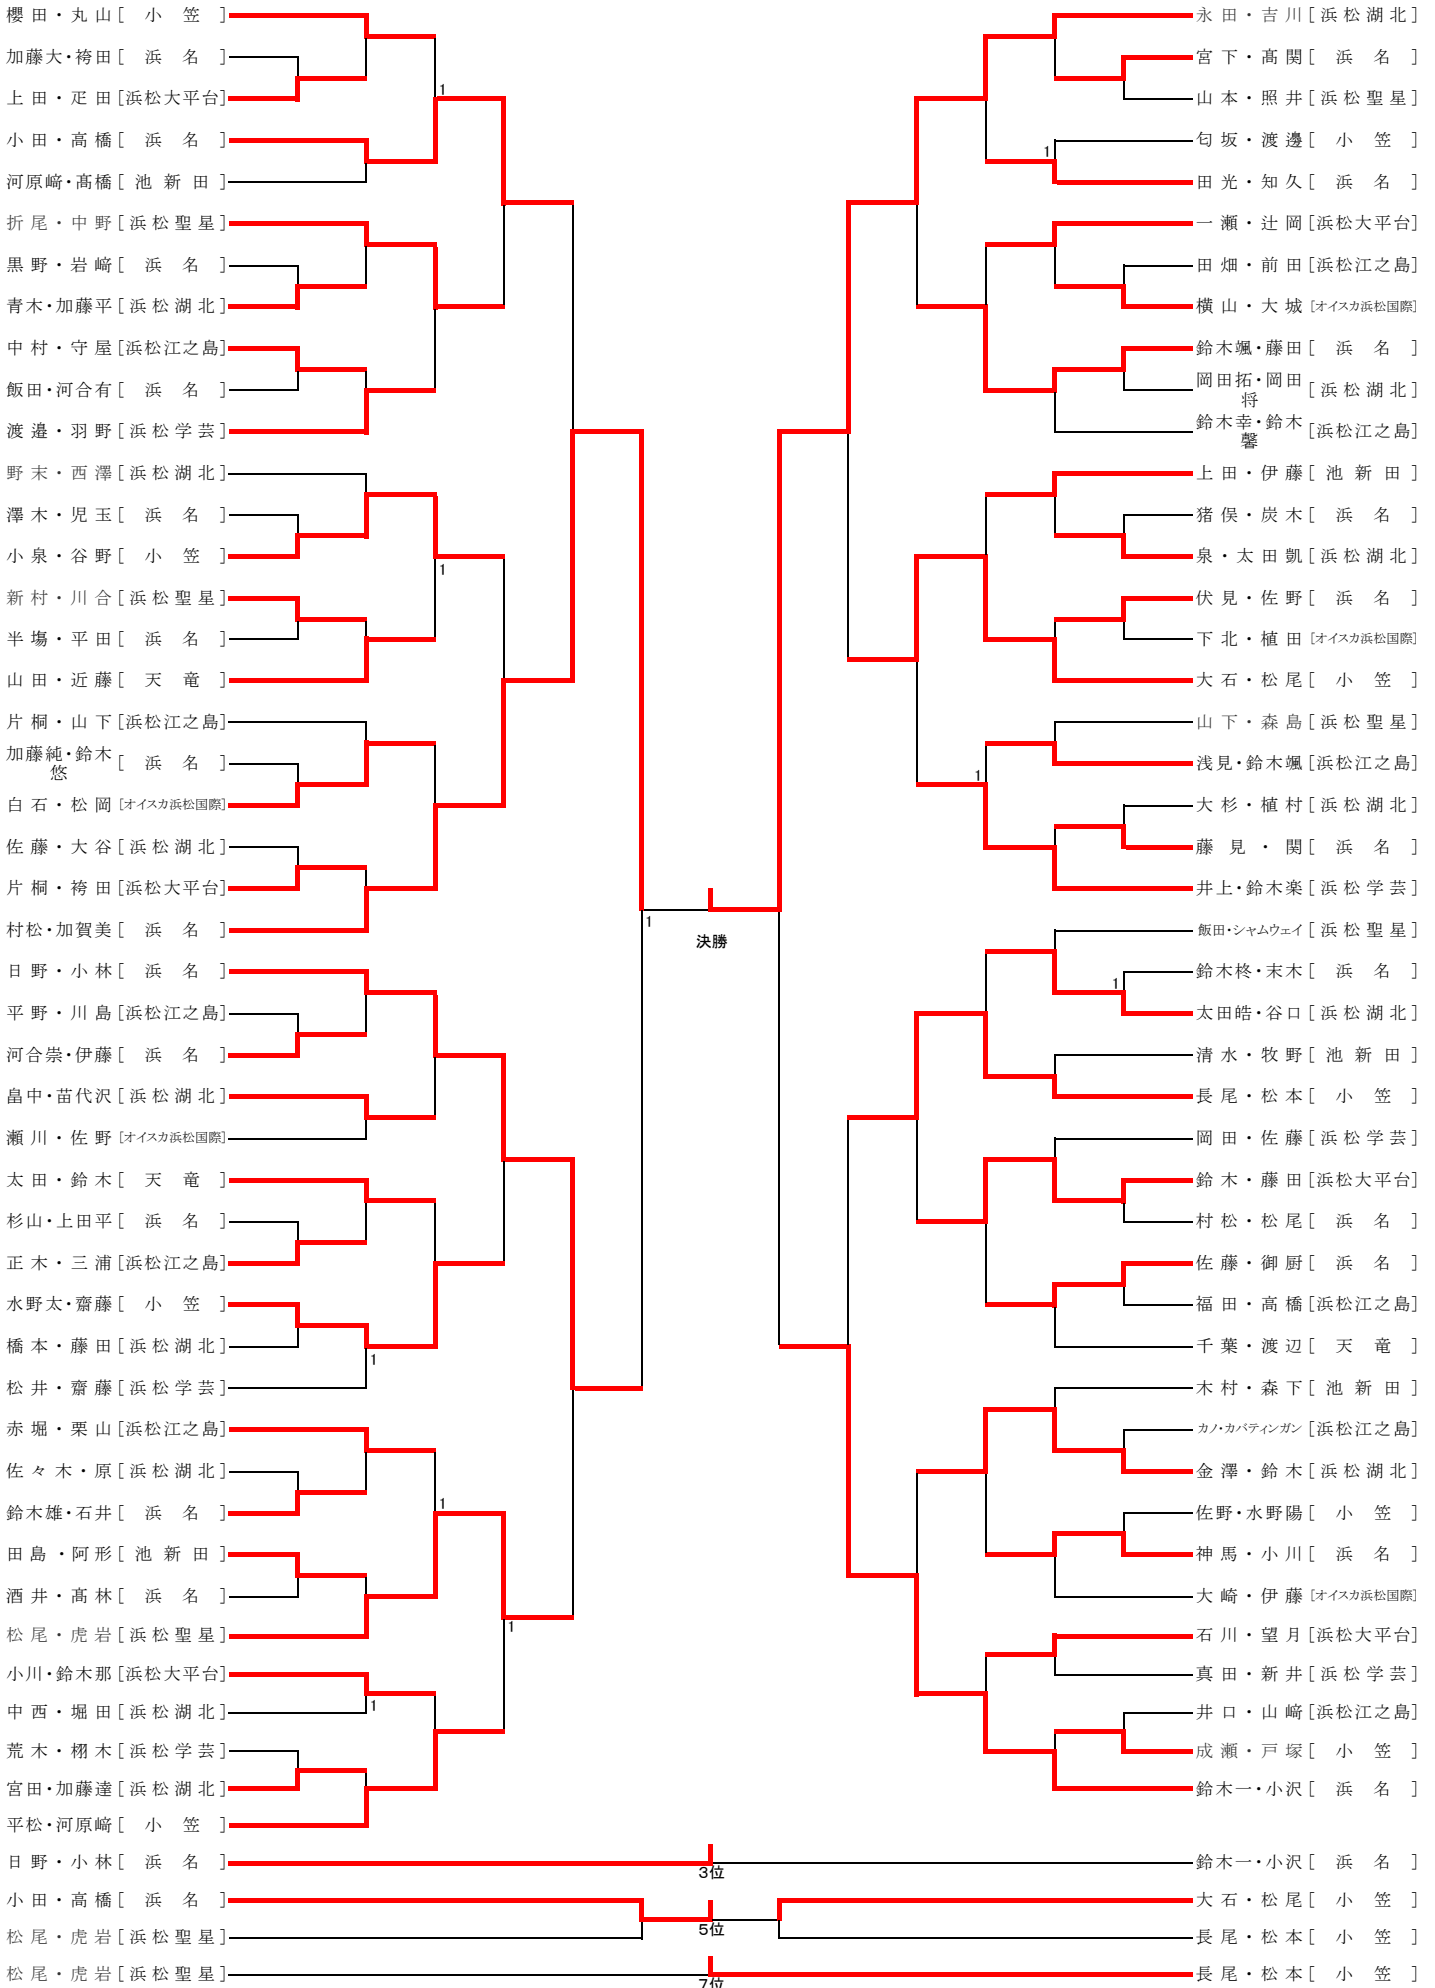 櫻田・丸山［小笠］
加藤大・袴田［浜名］
上田・疋田［浜松大平台］
1
小田・高橋［浜名］
河原﨑・髙橋［池新田］
折尾・中野［浜松聖星］
黒野・岩﨑［浜名］
青木・加藤平［浜松湖北］
中村・守屋［浜松江之島］
飯田・河合有［浜名］
渡邉・羽野［浜松学芸］
野末・西澤［浜松湖北］
澤木・児玉［浜名］
小泉・谷野［小笠］
1
新村・川合［浜松聖星］
半場・平田［浜名］
山田・近藤［天竜］
片桐・山下［浜松江之島］
加藤純・鈴木
悠
［浜名］
白石・松岡［オイスカ浜松国際］
佐藤・大谷［浜松湖北］
片桐・袴田［浜松大平台］
村松・加賀美［浜名］
日野・小林［浜名］
平野・川島［浜松江之島］
河合崇・伊藤［浜名］
畠中・苗代沢［浜松湖北］
瀬川・佐野［オイスカ浜松国際］
太田・鈴木［天竜］
杉山・上田平［浜名］
正木・三浦［浜松江之島］
水野太・齋藤［小笠］
橋本・藤田［浜松湖北］
1
松井・齋藤［浜松学芸］
赤堀・栗山［浜松江之島］
佐々木・原［浜松湖北］
1
鈴木雄・石井［浜名］
田島・阿形［池新田］
酒井・髙林［浜名］
1
松尾・虎岩［浜松聖星］
小川・鈴木那［浜松大平台］
1
中西・堀田［浜松湖北］
荒木・栩木［浜松学芸］
宮田・加藤達［浜松湖北］
平松・河原﨑［小笠］
1
決勝
永田・吉川［浜松湖北］
宮下・髙関［浜名］
山本・照井［浜松聖星］
匂坂・渡邊［小笠］
1
田光・知久［浜名］
一瀬・辻岡［浜松大平台］
田畑・前田［浜松江之島］
横山・大城［オイスカ浜松国際］
鈴木颯・藤田［浜名］
岡田拓・岡田
将
［浜松湖北］
鈴木幸・鈴木
馨
［浜松江之島］
上田・伊藤［池新田］
猪俣・炭木［浜名］
泉・太田凱［浜松湖北］
伏見・佐野［浜名］
下北・植田［オイスカ浜松国際］
大石・松尾［小笠］
山下・森島［浜松聖星］
浅見・鈴木颯［浜松江之島］
1
大杉・植村［浜松湖北］
藤見・関［浜名］
井上・鈴木楽［浜松学芸］
飯田・シャムウェイ［浜松聖星］
鈴木柊・末木［浜名］
1
太田皓・谷口［浜松湖北］
清水・牧野［池新田］
長尾・松本［小笠］
岡田・佐藤［浜松学芸］
鈴木・藤田［浜松大平台］
村松・松尾［浜名］
佐藤・御厨［浜名］
福田・高橋［浜松江之島］
千葉・渡辺［天竜］
木村・森下［池新田］
カノ・カバティンガン［浜松江之島］
金澤・鈴木［浜松湖北］
佐野・水野陽［小笠］
神馬・小川［浜名］
大崎・伊藤［オイスカ浜松国際］
石川・望月［浜松大平台］
真田・新井［浜松学芸］
井口・山﨑［浜松江之島］
成瀬・戸塚［小笠］
鈴木一・小沢［浜名］
日野・小林［浜名］
3位
鈴木一・小沢［浜名］
小田・高橋［浜名］
松尾・虎岩［浜松聖星］
5位
大石・松尾［小笠］
長尾・松本［小笠］
松尾・虎岩［浜松聖星］
7位
長尾・松本［小笠］